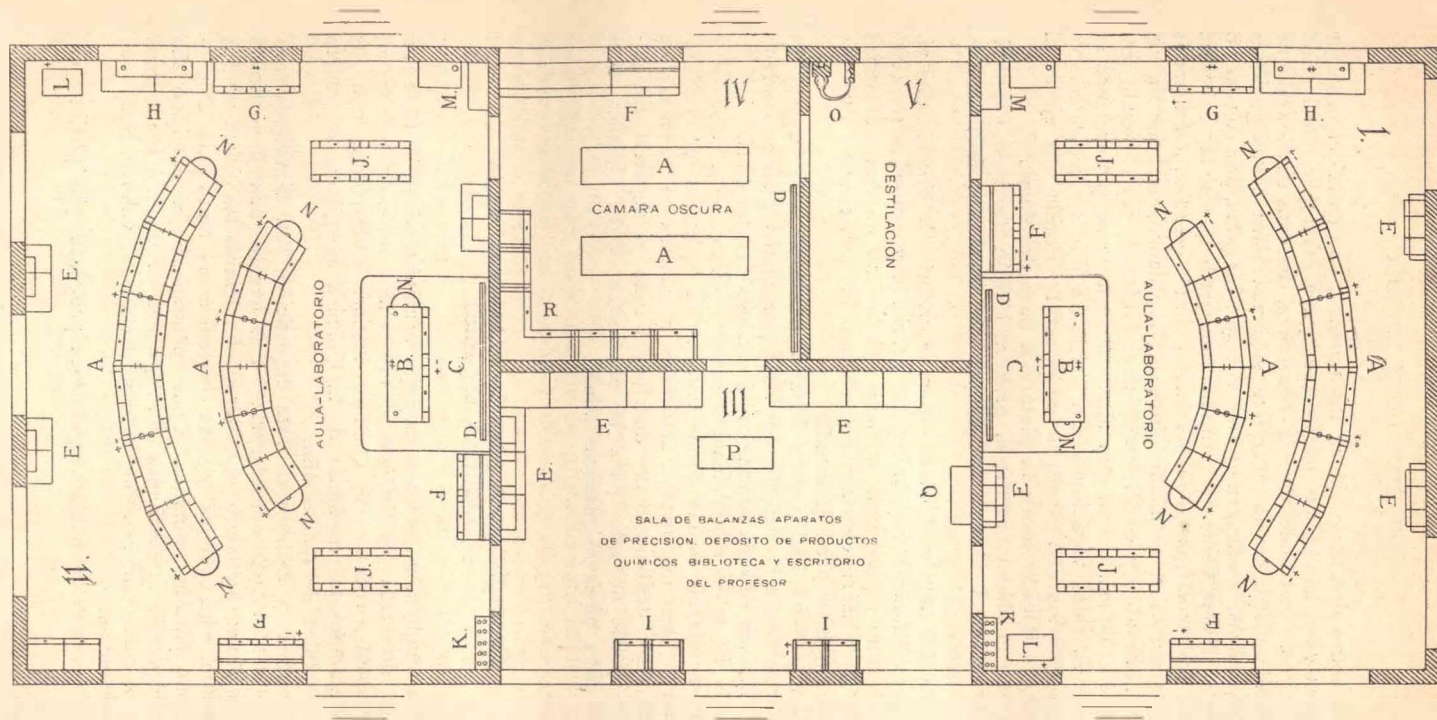 L
H
G.
M.
N
N
J.
E.
A
A
AULA-LABORATORIO
N
B.
C.
D.
E
F
N
N
J.
II.
F
K.
+ -
F
IV
A
CAMARA OSCURA
D
A
R
O
V.
DESTILACIÓN
E
III
E
P.
E.
Q.
SALA DE BALANZAS APARATOS
DE PRECISION. DEPOSITO DE PRODUCTOS
QUIMICOS BIBLIOTECA Y ESCRITORIO
DEL PROFESOR
I
I
+ -
M
G
H.
I.
J.
N
N
F
+ -
E
D
C
B
N
AULA-LABORATORIO
A
A
E
E
N
N
J.
K
L.
F
+ -